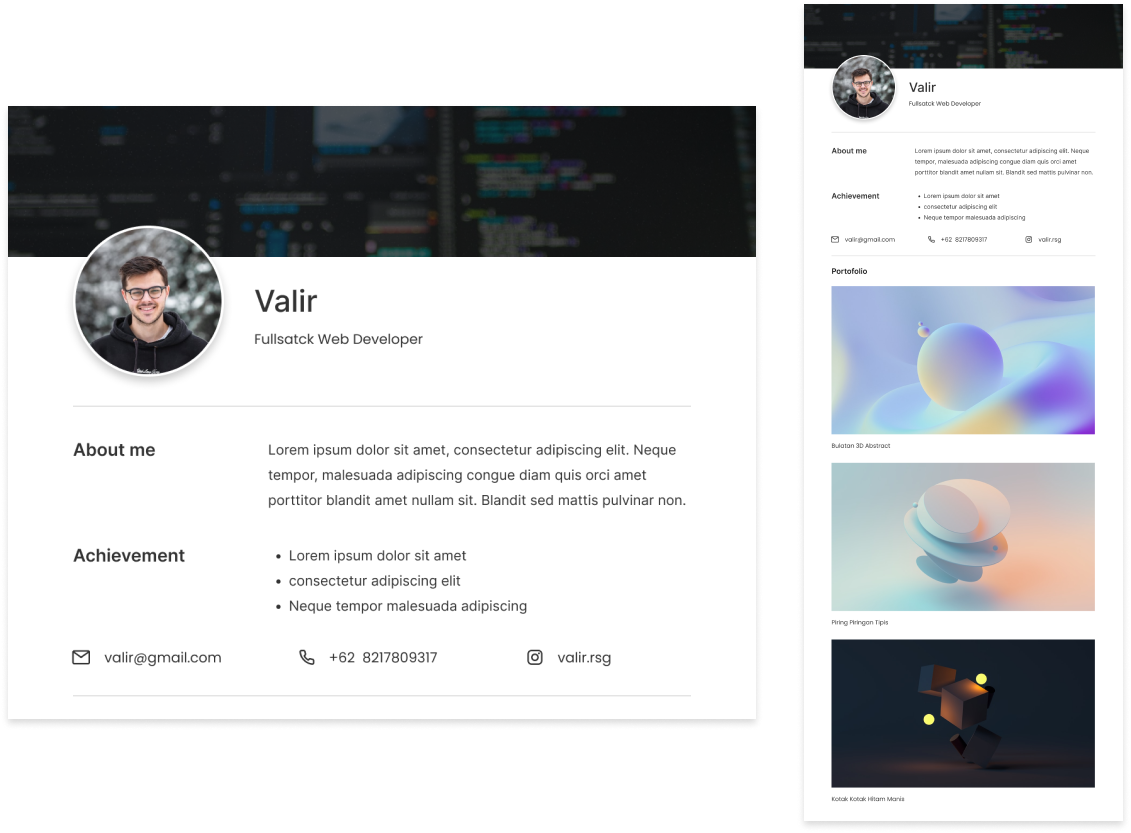 Valir
Fullsatck Web Developer
About me
Lorem ipsum dolor sit amet, consectetur adipiscing elit. Neque
tempor, malesuada adipiscing congue diam quis orci amet
porttitor blandit amet nullam sit. Blandit sed mattis pulvinar non.
Achievement
• Lorem ipsum dolor sit amet
• consectetur adipiscing elit
• Neque tempor malesuada adipiscing
valir@gmail.com
+62 8217809317
valir.rsg
Valir
Fullsatck Web Developer
About me
Lorem ipsum dolor sit amet, consectetur adipiscing elit. Neque
tempor, malesuada adipiscing congue diam quis orci amet
porttitor blandit amet nullam sit. Blandit sed mattis pulvinar non.
Achievement
• Lorem ipsum dolor sit amet
• consectetur adipiscing elit
• Neque tempor malesuada adipiscing
valir@gmail.com
+62 8217809317
valir.rsg
Portofolio
Bulatan 3D Abstract
Piring Piringan Tipis
Kotak Kotak Hitam Manis